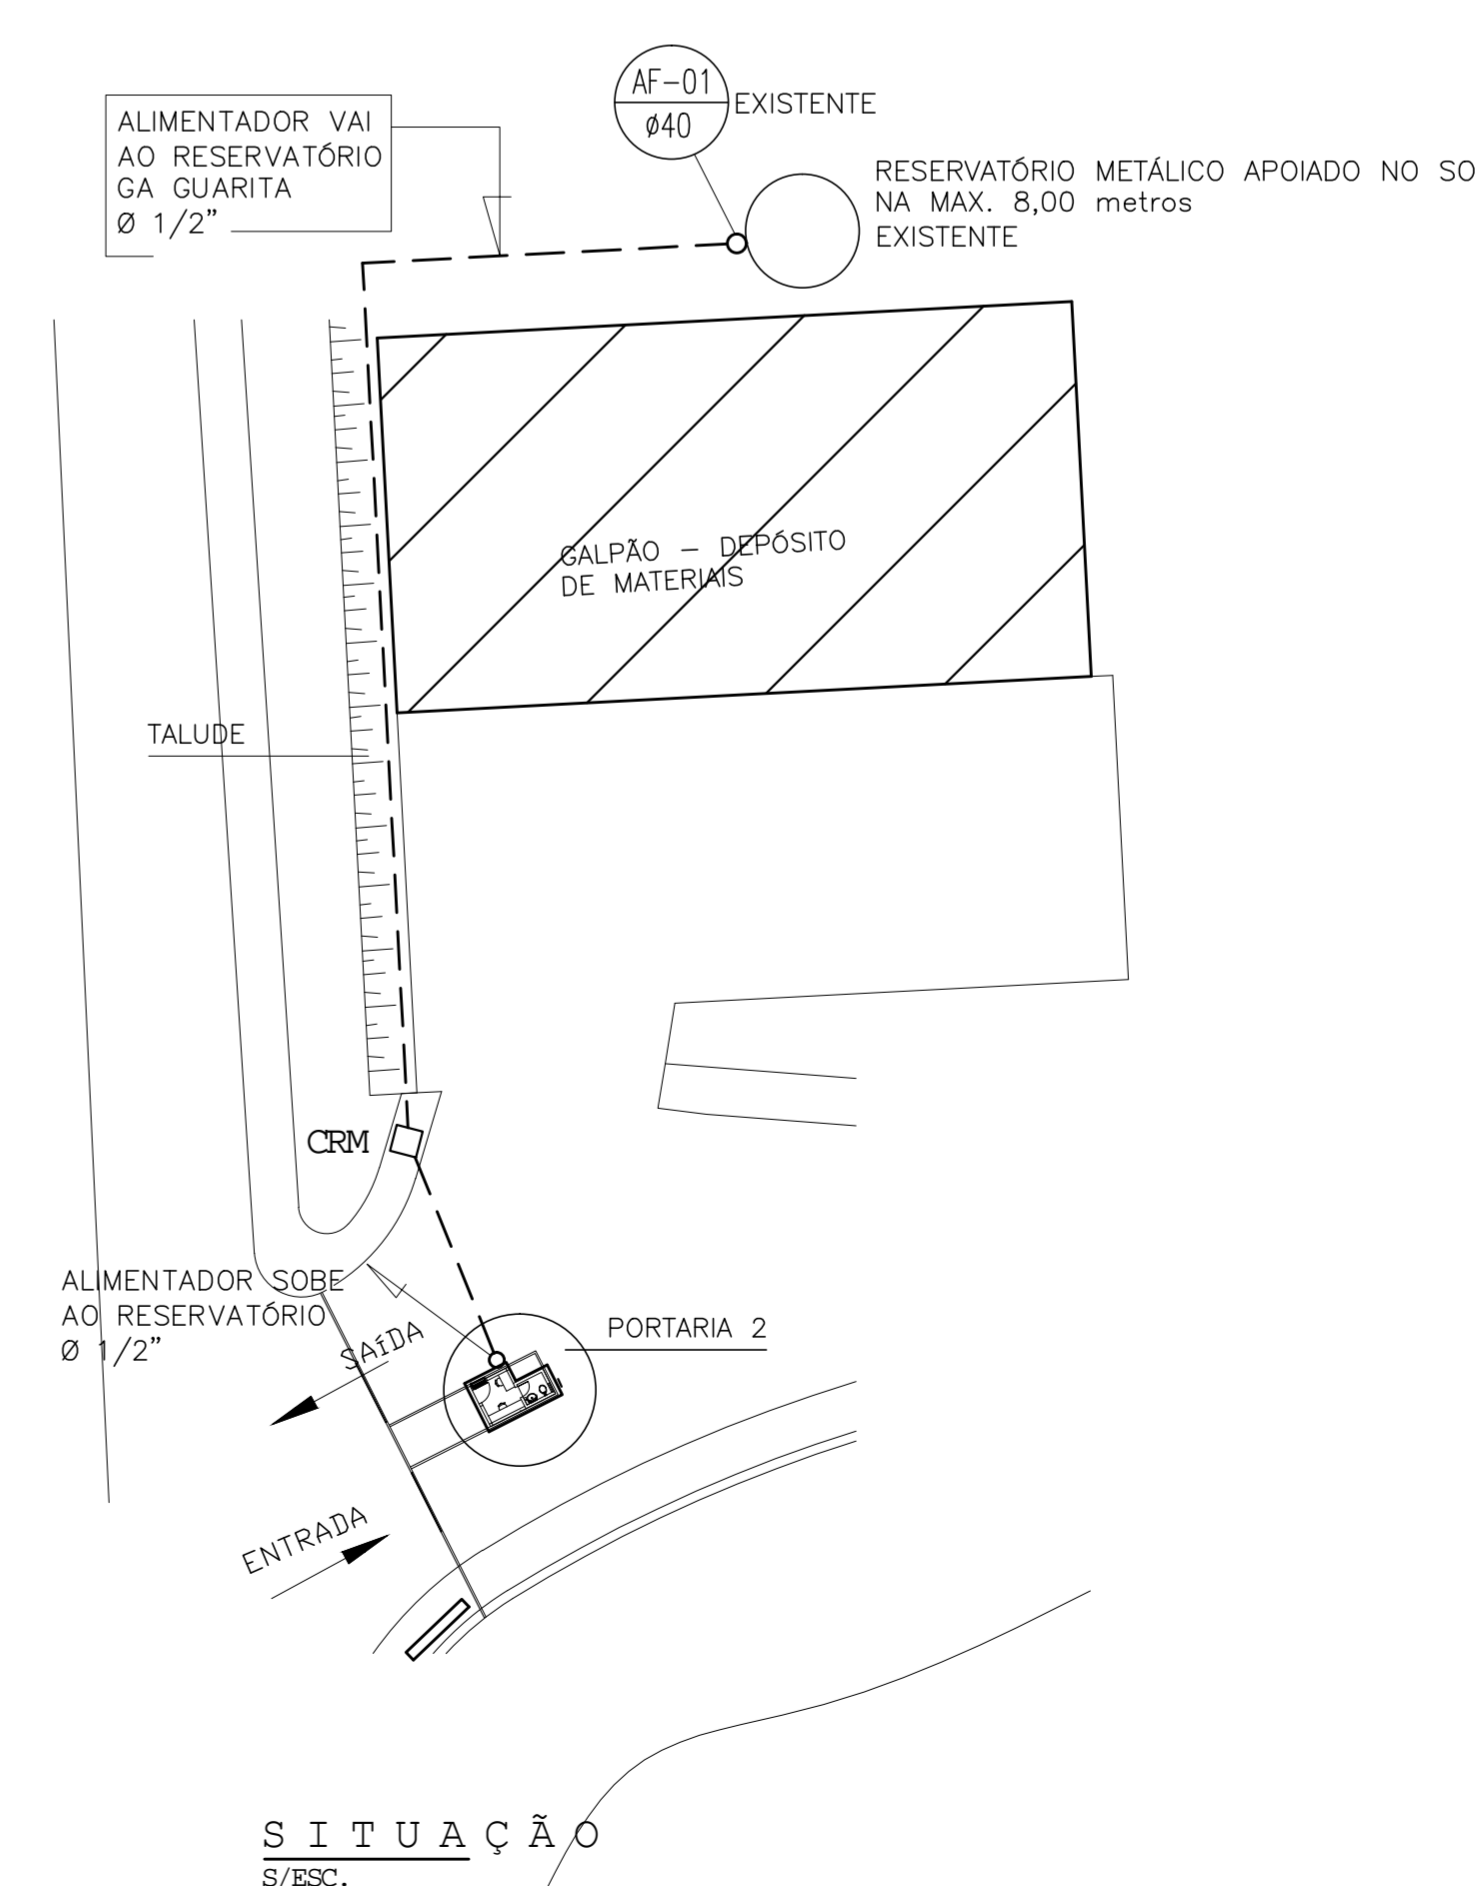 AF-01
Ø40
EXISTENTE
ALIMENTADOR VAI
AO RESERVATÓRIO
GA GUARITA
Ø 1/2"
RESERVATÓRIO METÁLICO APOIADO NO SO
NA MAX. 8,00 metros
EXISTENTE
GALPÃO - DEPÓSITO
DE MATERIAIS
TALUDE
CRM
ALIMENTADOR SOBE
AO RESERVATÓRIO
Ø 1/2"
SAíDA
PORTARIA 2
ENTRADA
SITUAÇÃO
S/ESC.